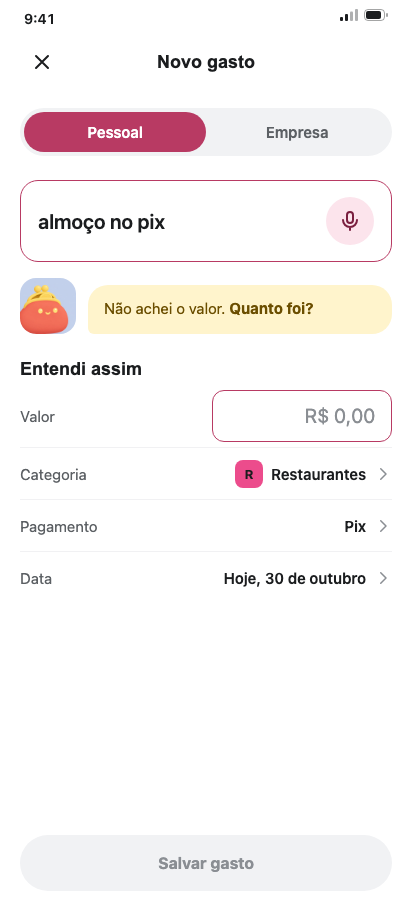 9:41
Novo gasto
Pessoal
Empresa
almoço no pix
Não achei o valor. Quanto foi?
Entendi assim
Valor
R$ 0,00
Categoria
R
Restaurantes
Pagamento
Pix
Data
Hoje, 30 de outubro
Salvar gasto